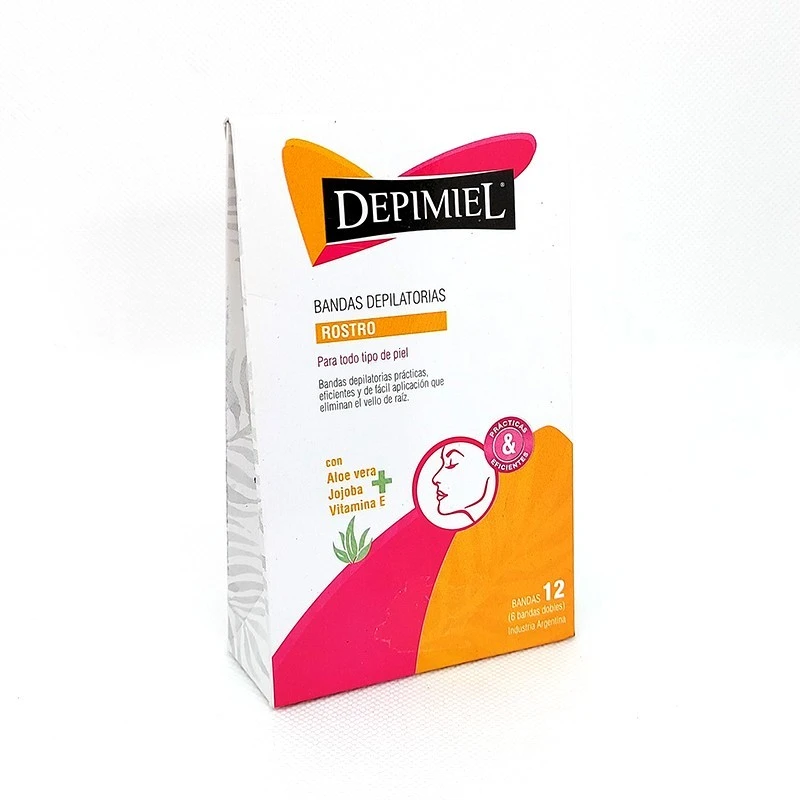 DEPIMIEL®
BANDAS DEPILATORIAS
ROSTRO
Para todo tipo de piel
Bandas depilatorias prácticas,
eficientes y de fácil aplicación que
eliminan el vello de raíz.
con
Aloe vera
Jojoba
Vitamina E
+
PRÁCTICAS
&
EFICIENTES
BANDAS 12
(6 bandas dobles)
Industria Argentina